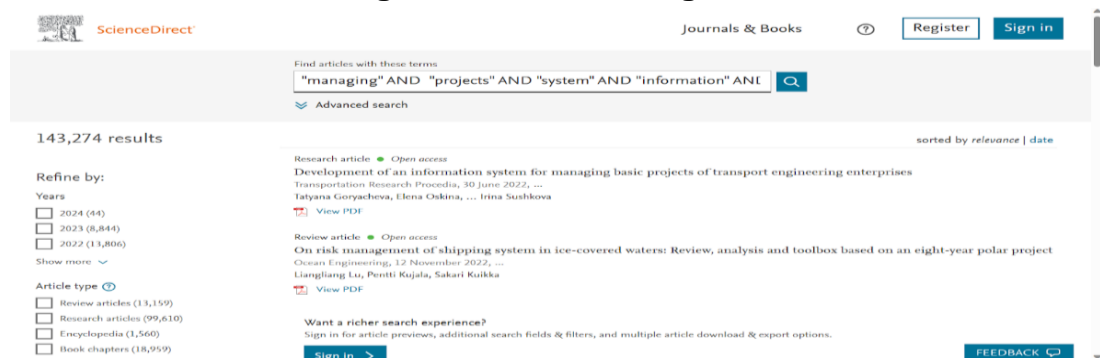 ScienceDirect
Journals & Books
Register
Sign in
Find articles with these terms
"managing" AND "projects" AND "system" AND "information" AND
Advanced search
143,274 results
sorted by relevance | date
Refine by:
Years
2024 (44)
2023 (8,844)
2022 (13,806)
Show more
Article type
Review articles (13,159)
Research articles (99,610)
Encyclopedia (1,560)
Book chapters (18,959)
Research article Open access
Development of an information system for managing basic projects of transport engineering enterprises
Transportation Research Procedia, 30 June 2022, ...
Tatyana Goryacheva, Elena Oskina, ... Irina Sushkova
View PDF
Review article Open access
On risk management of shipping system in ice-covered waters: Review, analysis and toolbox based on an eight-year polar project
Ocean Engineering, 12 November 2022, ...
Liangliang Lu, Pentti Kujala, Sakari Kuikka
View PDF
Want a richer search experience?
Sign in for article previews, additional search fields & filters, and multiple article download & export options.
Sign in >
FEEDBACK